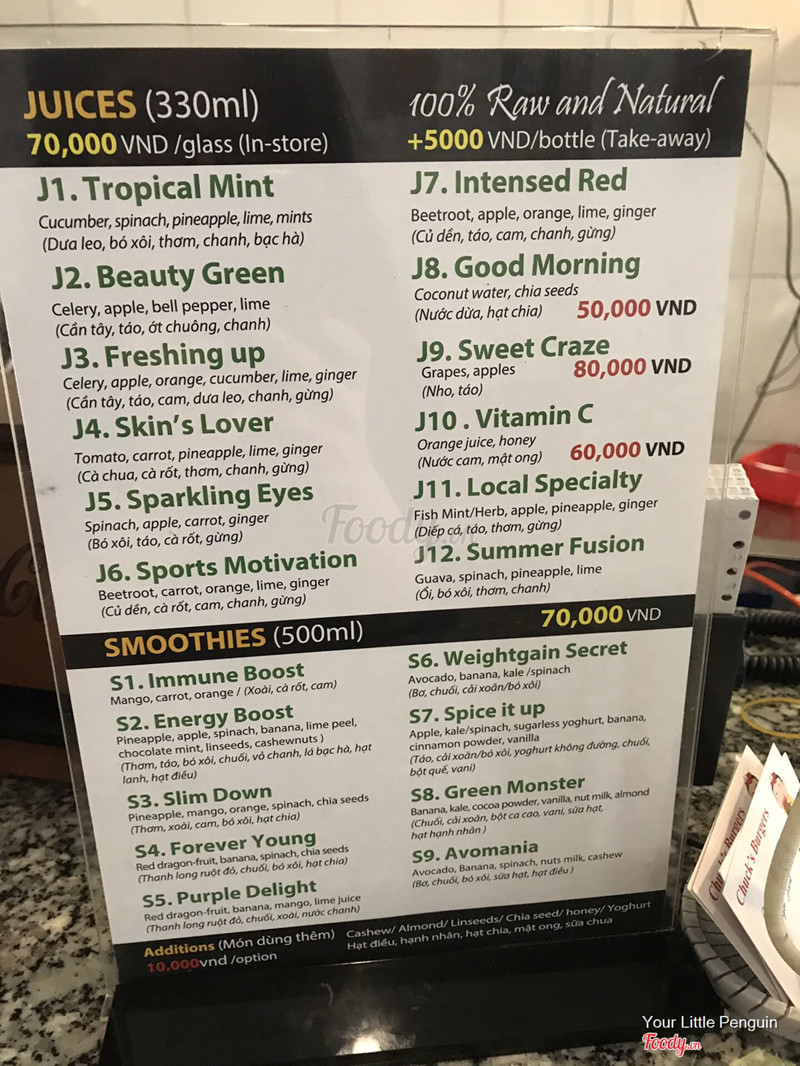 JUICES (330ml)
70,000 VND /glass (In-store)
100% Raw and Natural
+5000 VND/bottle (Take-away)
J1. Tropical Mint
Cucumber, spinach, pineapple, lime, mints
(Dưa leo, bó xôi, thơm, chanh, bạc hà)
J2. Beauty Green
Celery, apple, bell pepper, lime
(Cần tây, táo, ớt chuông, chanh)
J3. Freshing up
Celery, apple, orange, cucumber, lime, ginger
(Cần tây, táo, cam, dưa leo, chanh, gừng)
J4. Skin's Lover
Tomato, carrot, pineapple, lime, ginger
(Cà chua, cà rốt, thơm, chanh, gừng)
J5. Sparkling Eyes
Spinach, apple, carrot, ginger
(Bó xôi, táo, cà rốt, gừng)
J6. Sports Motivation
Beetroot, carrot, orange, lime, ginger
(Củ dền, cà rốt, cam, chanh, gừng)
J7. Intensed Red
Beetroot, apple, orange, lime, ginger
(Củ dền, táo, cam, chanh, gừng)
J8. Good Morning
Coconut water, chia seeds
(Nước dừa, hạt chia) 50,000 VND
J9. Sweet Craze
Grapes, apples 80,000 VND
(Nho, táo)
J10 . Vitamin C
Orange juice, honey
(Nước cam, mật ong) 60,000 VND
J11. Local Specialty
Fish Mint/Herb, apple, pineapple, ginger
(Diếp cá, táo, thơm, gừng)
J12. Summer Fusion
Guava, spinach, pineapple, lime
(Ổi, bó xôi, thơm, chanh)
Foody.vn
SMOOTHIES (500ml) 70,000 VND
S1. Immune Boost
Mango, carrot, orange / (Xoài, cà rốt, cam)
S2. Energy Boost
Pineapple, apple, spinach, banana, lime peel,
chocolate mint, linseeds, cashewnuts )
(Thơm, táo, bó xôi, chuối, vỏ chanh, lá bạc hà, hạt
lanh, hạt điều)
S3. Slim Down
Pineapple, mango, orange, spinach, chia seeds
(Thơm, xoài, cam, bó xôi, hạt chia)
S4. Forever Young
Red dragon-fruit, banana, spinach, chia seeds
(Thanh long ruột đỏ, chuối, bó xôi, hạt chia)
S5. Purple Delight
Red dragon-fruit, banana, mango, lime juice
(Thanh long ruột đỏ, chuối, xoài, nước chanh)
S6. Weightgain Secret
Avocado, banana, kale /spinach
(Bơ, chuối, cải xoăn/bó xôi)
S7. Spice it up
Apple, kale/spinach, sugarless yoghurt, banana,
cinnamon powder, vanilla
(Táo, cải xoăn/bó xôi, yoghurt không đường, chuối,
bột quế, vani)
S8. Green Monster
Banana, kale, cocoa powder, vanilla, nut milk, almond
(Chuối, cải xoăn, bột ca cao, vani, sữa hạt,
hạt hạnh nhân )
S9. Avomania
Avocado, Banana, spinach, nuts milk, cashew
(Bơ, chuối, bó xôi, sữa hạt, hạt điều )
Additions (Món dùng thêm)
10,000vnd /option
Cashew/ Almond/ Linseeds/ Chia seed/ honey/ Yoghurt
Hạt điều, hạnh nhân, hạt chia, mật ong, sữa chua
Chuck's Burgers
Chuck's Burgers
Your Little Penguin
Foody.vn